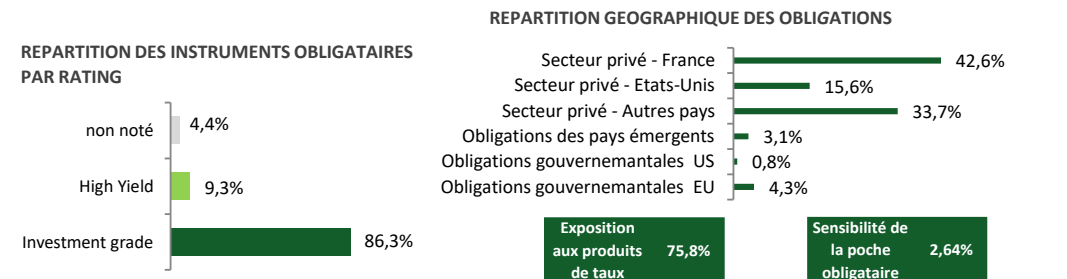 REPARTITION DES INSTRUMENTS OBLIGATAIRES
PAR RATING
non noté 4,4%
High Yield 9,3%
Investment grade 86,3%
REPARTITION GEOGRAPHIQUE DES OBLIGATIONS
Secteur privé - France 42,6%
Secteur privé - Etats-Unis 15,6%
Secteur privé - Autres pays 33,7%
Obligations des pays émergents 3,1%
Obligations gouvernemantales US 0,8%
Obligations gouvernemantales EU 4,3%
Exposition
aux produits 75,8%
de taux
Sensibilité de
la poche 2,64%
obligataire